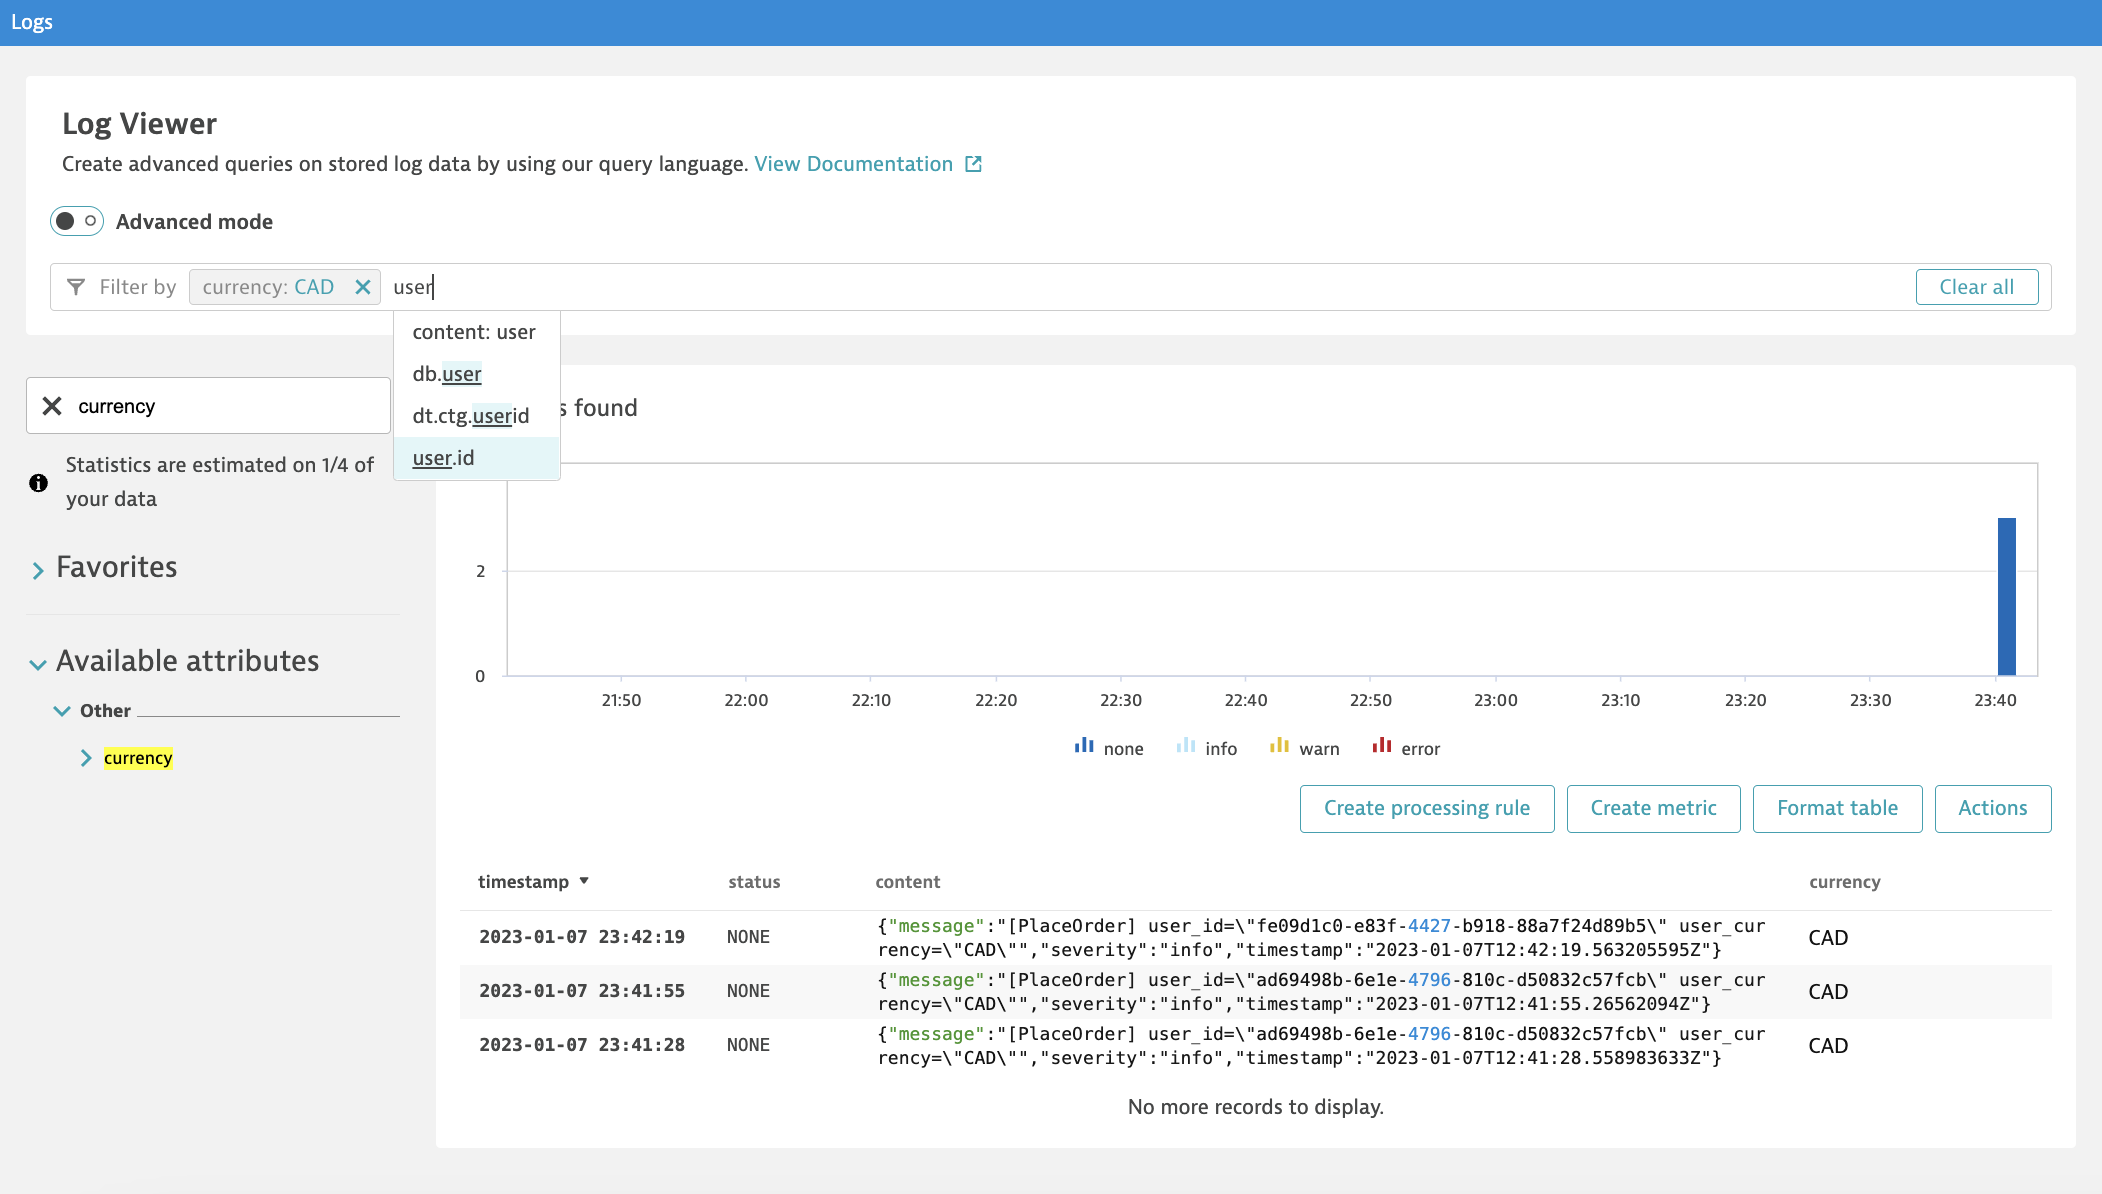 Logs
Log Viewer
Create advanced queries on stored log data by using our query language. View Documentation
Advanced mode
Filter by currency: CAD user
Clear all
content: user
db.user
dt.ctg.userid
user.id
currency
s found
Statistics are estimated on 1/4 of
your data
Favorites
Available attributes
Other
currency
2
0
21:50 22:00 22:10 22:20 22:30 22:40 22:50 23:00 23:10 23:20 23:30 23:40
none info warn error
Create processing rule Create metric Format table Actions
timestamp status content currency
2023-01-07 23:42:19 NONE {"message":"[PlaceOrder] user_id=\"fe09d1c0-e83f-4427-b918-88a7f24d89b5\" user_cur
rency=\"CAD\"","severity":"info","timestamp":"2023-01-07T12:42:19.563205595Z"} CAD
2023-01-07 23:41:55 NONE {"message":"[PlaceOrder] user_id=\"ad69498b-6e1e-4796-810c-d50832c57fcb\" user_cur
rency=\"CAD\"","severity":"info","timestamp":"2023-01-07T12:41:55.26562094Z"} CAD
2023-01-07 23:41:28 NONE {"message":"[PlaceOrder] user_id=\"ad69498b-6e1e-4796-810c-d50832c57fcb\" user_cur
rency=\"CAD\"","severity":"info","timestamp":"2023-01-07T12:41:28.558983633Z"} CAD
No more records to display.